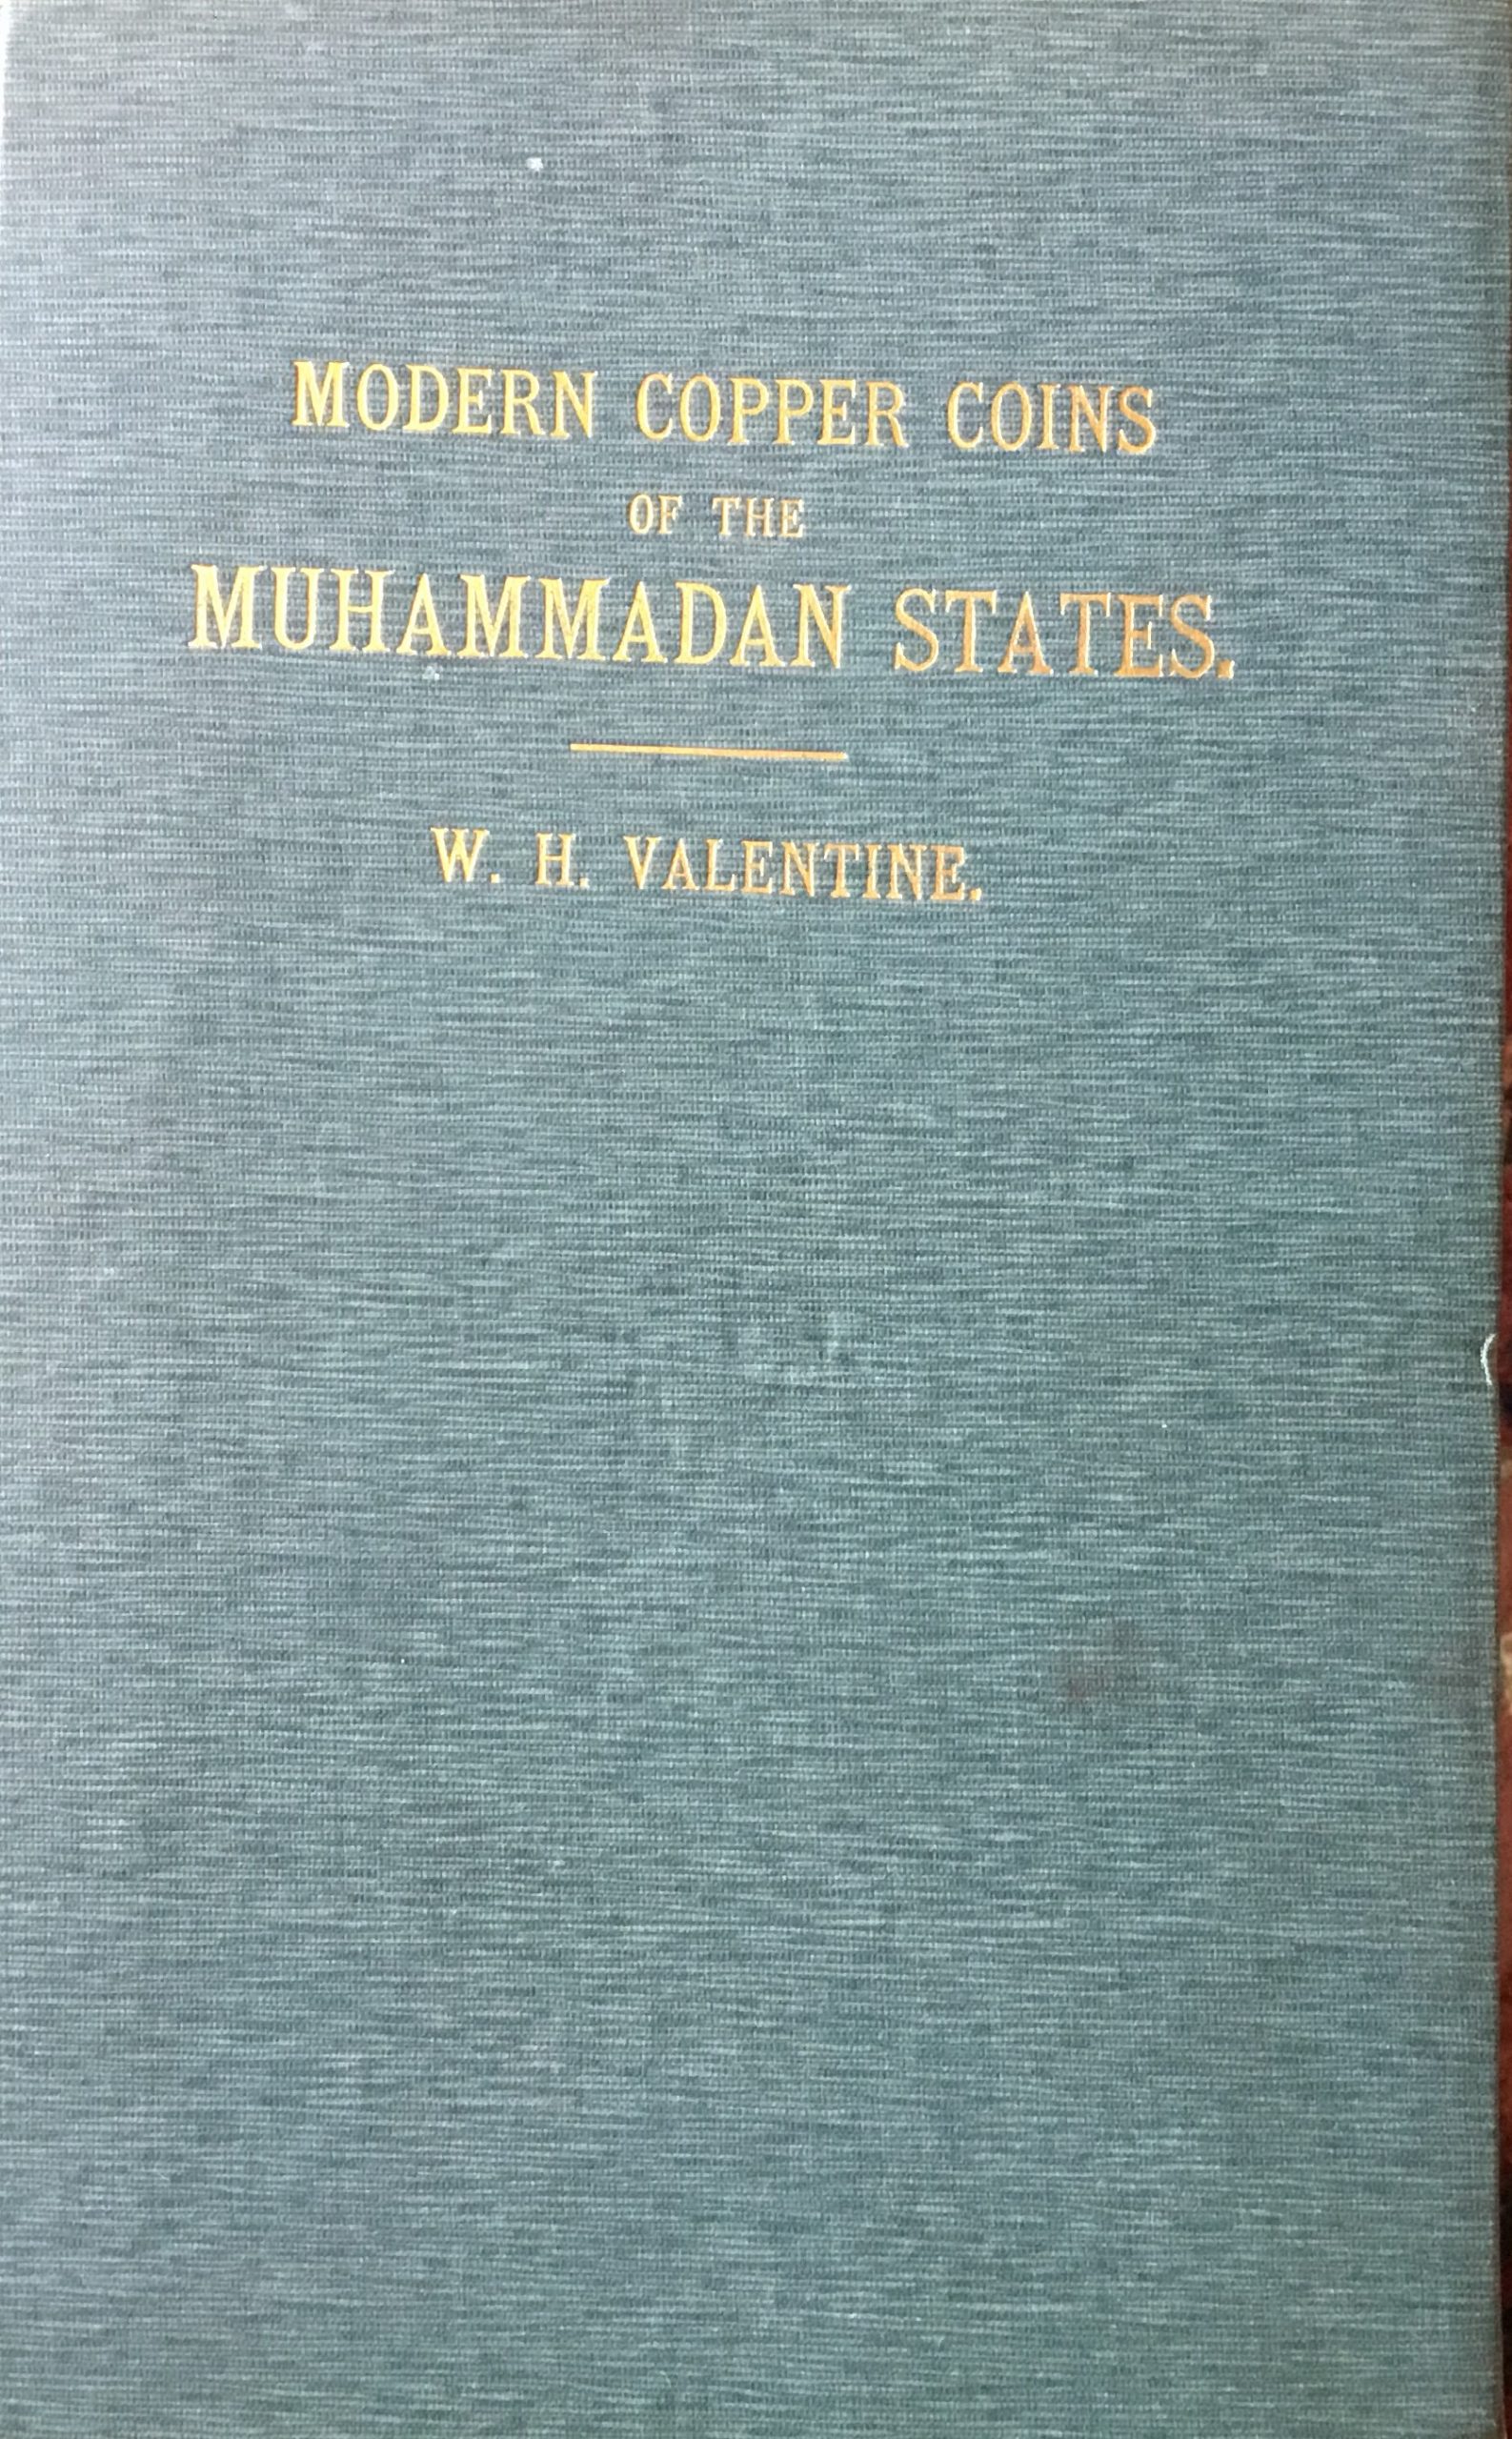 MODERN COPPER COINS
OF THE
MUHAMMADAN STATES.
W. H. VALENTINE.